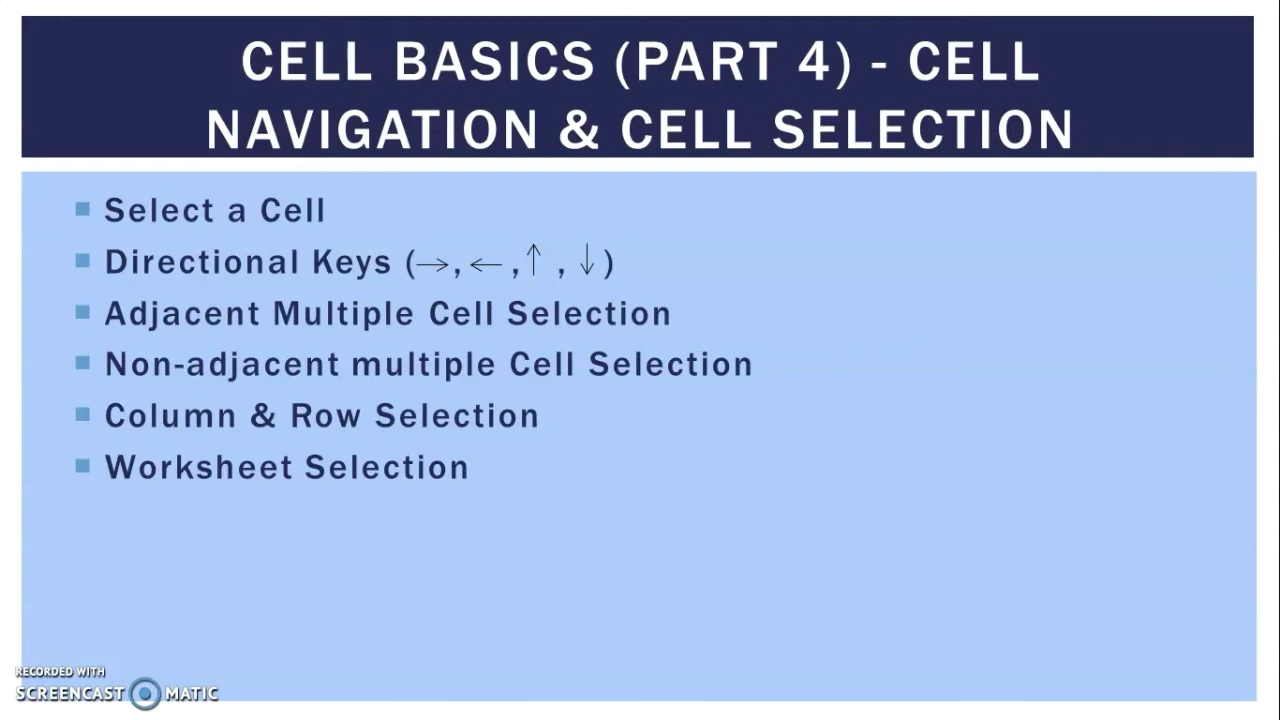 CELL BASICS (PART 4) - CELL
NAVIGATION & CELL SELECTION
Select a Cell
Directional Keys (→,←,↑,↓)
Adjacent Multiple Cell Selection
Non-adjacent multiple Cell Selection
Column & Row Selection
Worksheet Selection
RECORDED WITH
SCREENCAST MATIC